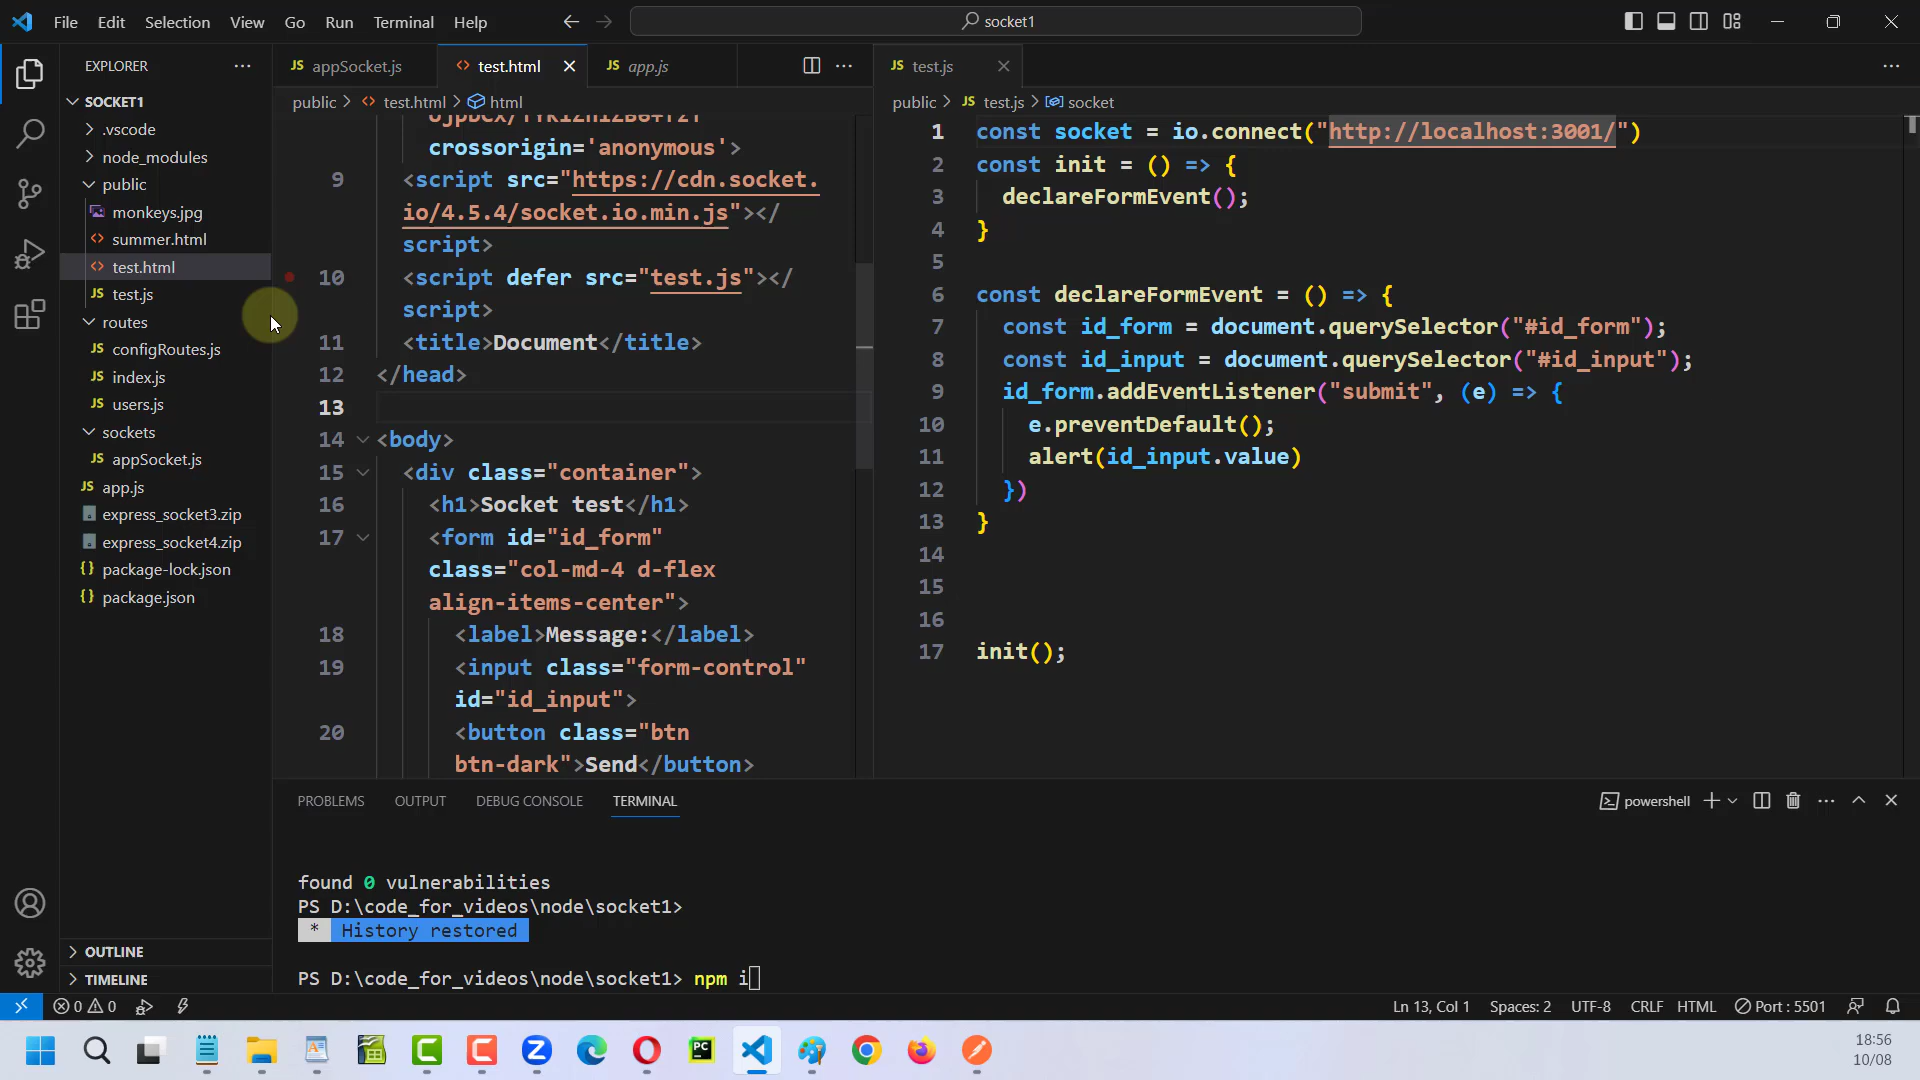 File Edit Selection View Go Run Terminal Help
socket1
EXPLORER
SOCKET1
.vscode
node_modules
public
monkeys.jpg
summer.html
test.html
JS test.js
routes
JS configRoutes.js
JS index.js
JS users.js
sockets
JS appSocket.js
JS app.js
express_socket3.zip
express_socket4.zip
{} package-lock.json
{} package.json
OUTLINE
TIMELINE
JS appSocket.js
<> test.html
JS app.js
public > <> test.html > html
crossorigin='anonymous'>
9 <script src="https://cdn.socket.
io/4.5.4/socket.io.min.js"></
script>
10 <script defer src="test.js"></
script>
11 <title>Document</title>
12 </head>
13
14 <body>
15 <div class="container">
16 <h1>Socket test</h1>
17 <form id="id_form"
class="col-md-4 d-flex
align-items-center">
18 <label>Message:</label>
19 <input class="form-control"
id="id_input">
20 <button class="btn
btn-dark">Send</button>
JS test.js
public > JS test.js > socket
1 const socket = io.connect("http://localhost:3001/")
2 const init = () => {
3 declareFormEvent();
4 }
5
6 const declareFormEvent = () => {
7 const id_form = document.querySelector("#id_form");
8 const id_input = document.querySelector("#id_input");
9 id_form.addEventListener("submit", (e) => {
10 e.preventDefault();
11 alert(id_input.value)
12 })
13 }
14
15
16
17 init();
PROBLEMS OUTPUT DEBUG CONSOLE TERMINAL
powershell
found 0 vulnerabilities
PS D:\code_for_videos\node\socket1>
* History restored
PS D:\code_for_videos\node\socket1> npm i
0 0
Ln 13, Col 1 Spaces: 2 UTF-8 CRLF HTML Port : 5501
PC
18:56
10/08